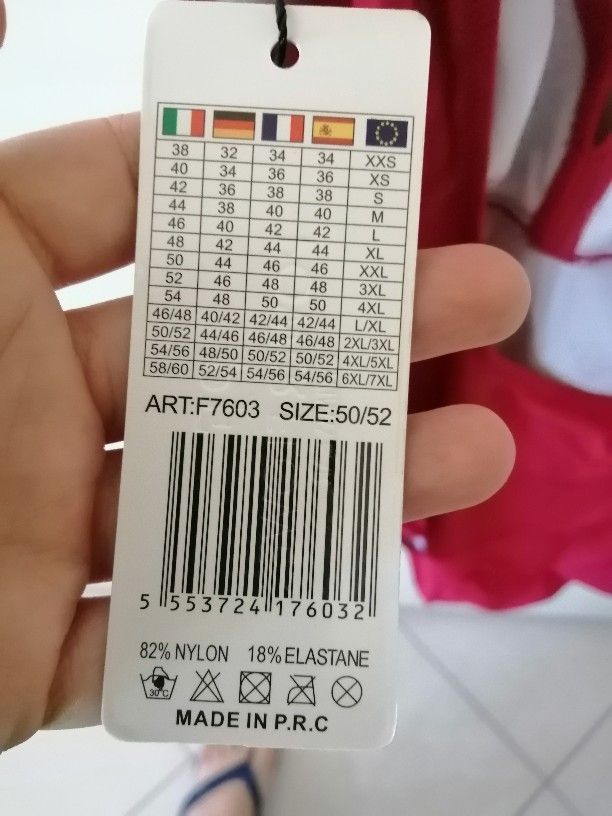 38 32 34 34 XXS
40 34 36 36 XS
42 36 38 38 S
44 38 40 40 M
46 40 42 42 L
48 42 44 44 XL
50 44 46 46 XXL
52 46 48 48 3XL
54 48 50 50 4XL
46/48 40/42 42/44 42/44 L/XL
50/52 44/46 46/48 46/48 2XL/3XL
54/56 48/50 50/52 50/52 4XL/5XL
58/60 52/54 54/56 54/56 6XL/7XL
ART:F7603 SIZE:50/52
5 553724 176032
82% NYLON 18% ELASTANE
30°C
MADE IN P.R.C